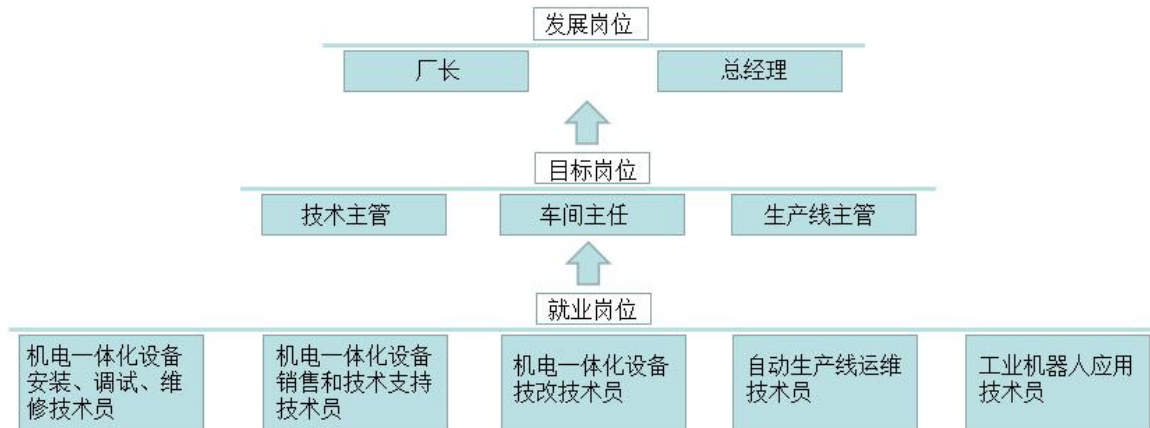 发展岗位
厂长
总经理
目标岗位
技术主管
车间主任
生产线主管
就业岗位
机电一体化设备
安装、调试、维
修技术员
机电一体化设备
销售和技术支持
技术员
机电一体化设备
技改技术员
自动生产线运维
技术员
工业机器人应用
技术员